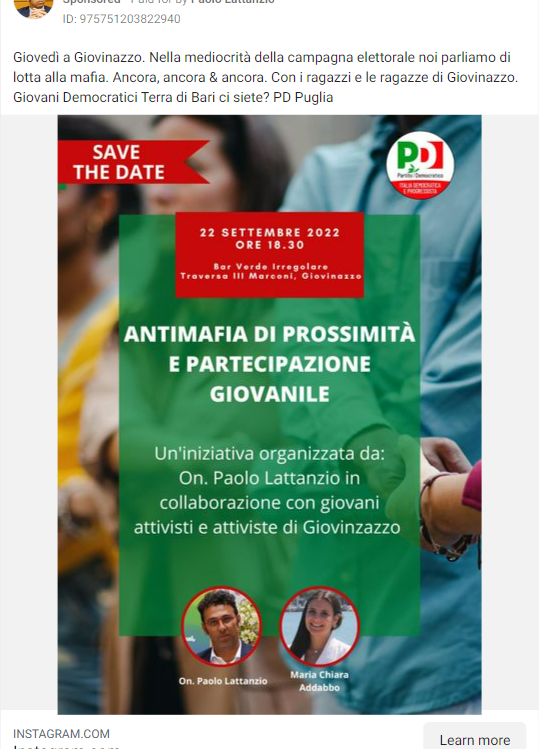 Sponsored · Paid for by Paolo Lattanzio
ID: 975751203822940
Giovedì a Giovinazzo. Nella mediocrità della campagna elettorale noi parliamo di
lotta alla mafia. Ancora, ancora & ancora. Con i ragazzi e le ragazze di Giovinazzo.
Giovani Democratici Terra di Bari ci siete? PD Puglia
SAVE
THE DATE
PD
Partito Democratico
ITALIA DEMOCRATICA
E PROGRESSISTA
22 SETTEMBRE 2022
ORE 18.30
Bar Verde Irregolare
Traversa III Marconi, Giovinazzo
ANTIMAFIA DI PROSSIMITÀ
E PARTECIPAZIONE
GIOVANILE
Un'iniziativa organizzata da:
On. Paolo Lattanzio in
collaborazione con giovani
attivisti e attiviste di Giovinzazzo
On. Paolo Lattanzio
Maria Chiara
Addabbo
INSTAGRAM.COM
Instagram.com
Learn more